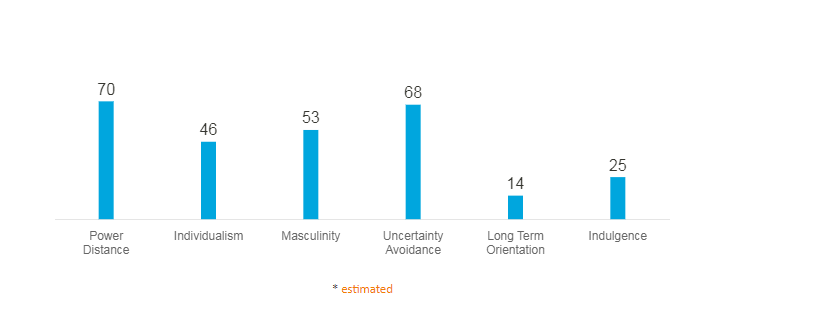 70
46
53
68
14
25
Power
Distance
Individualism
Masculinity
Uncertainty
Avoidance
Long Term
Orientation
Indulgence
* estimated